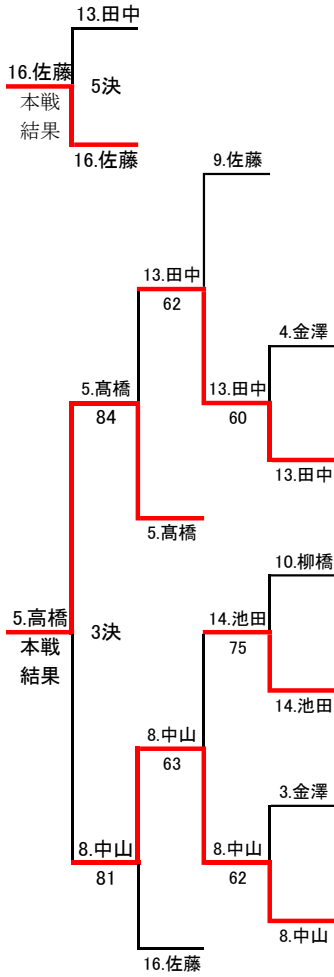 13.田中
16.佐藤
5決
本戦
結果
16.佐藤
9.佐藤
13.田中
62
4.金澤
5.髙橋
13.田中
84
60
13.田中
5.髙橋
10.柳橋
14.池田
5.高橋
3決
75
本戦
結果
14.池田
8.中山
63
3.金澤
8.中山
8.中山
81
62
8.中山
16.佐藤